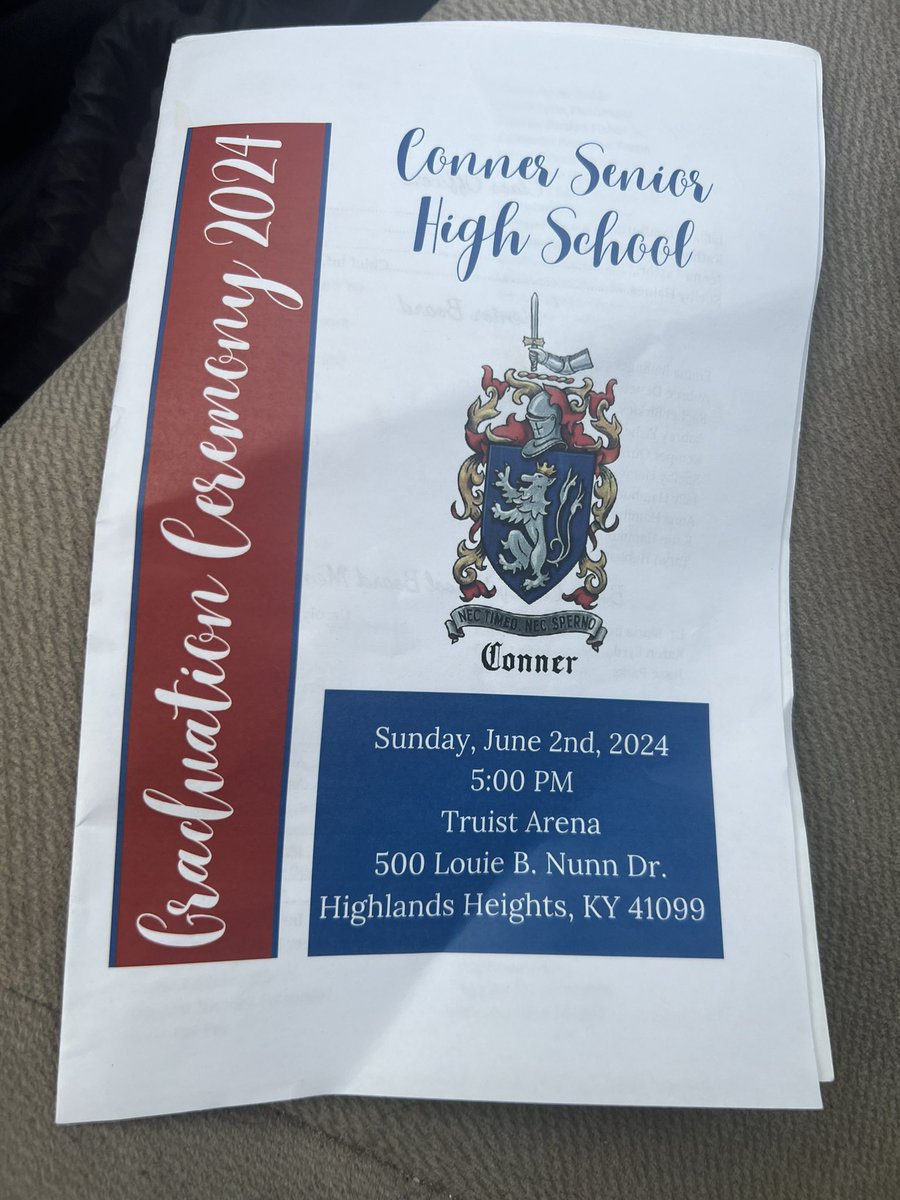 Graduation Ceremony 2024
Conner Senior
High School
NEC TIMEO, NEC SPERNO
Conner
Sunday, June 2nd, 2024
5:00 PM
Truist Arena
500 Louie B. Nunn Dr.
Highlands Heights, KY 41099